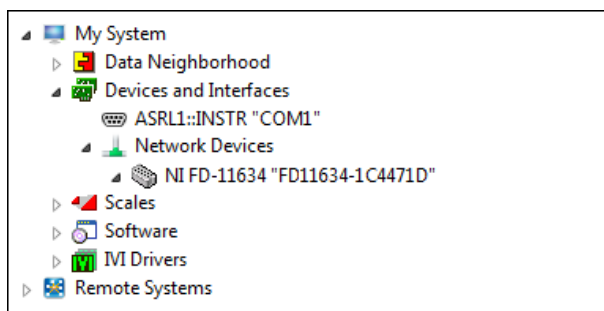 My System
Data Neighborhood
Devices and Interfaces
ASRL1::INSTR "COM1"
Network Devices
NI FD-11634 "FD11634-1C4471D"
Scales
Software
IVI Drivers
Remote Systems